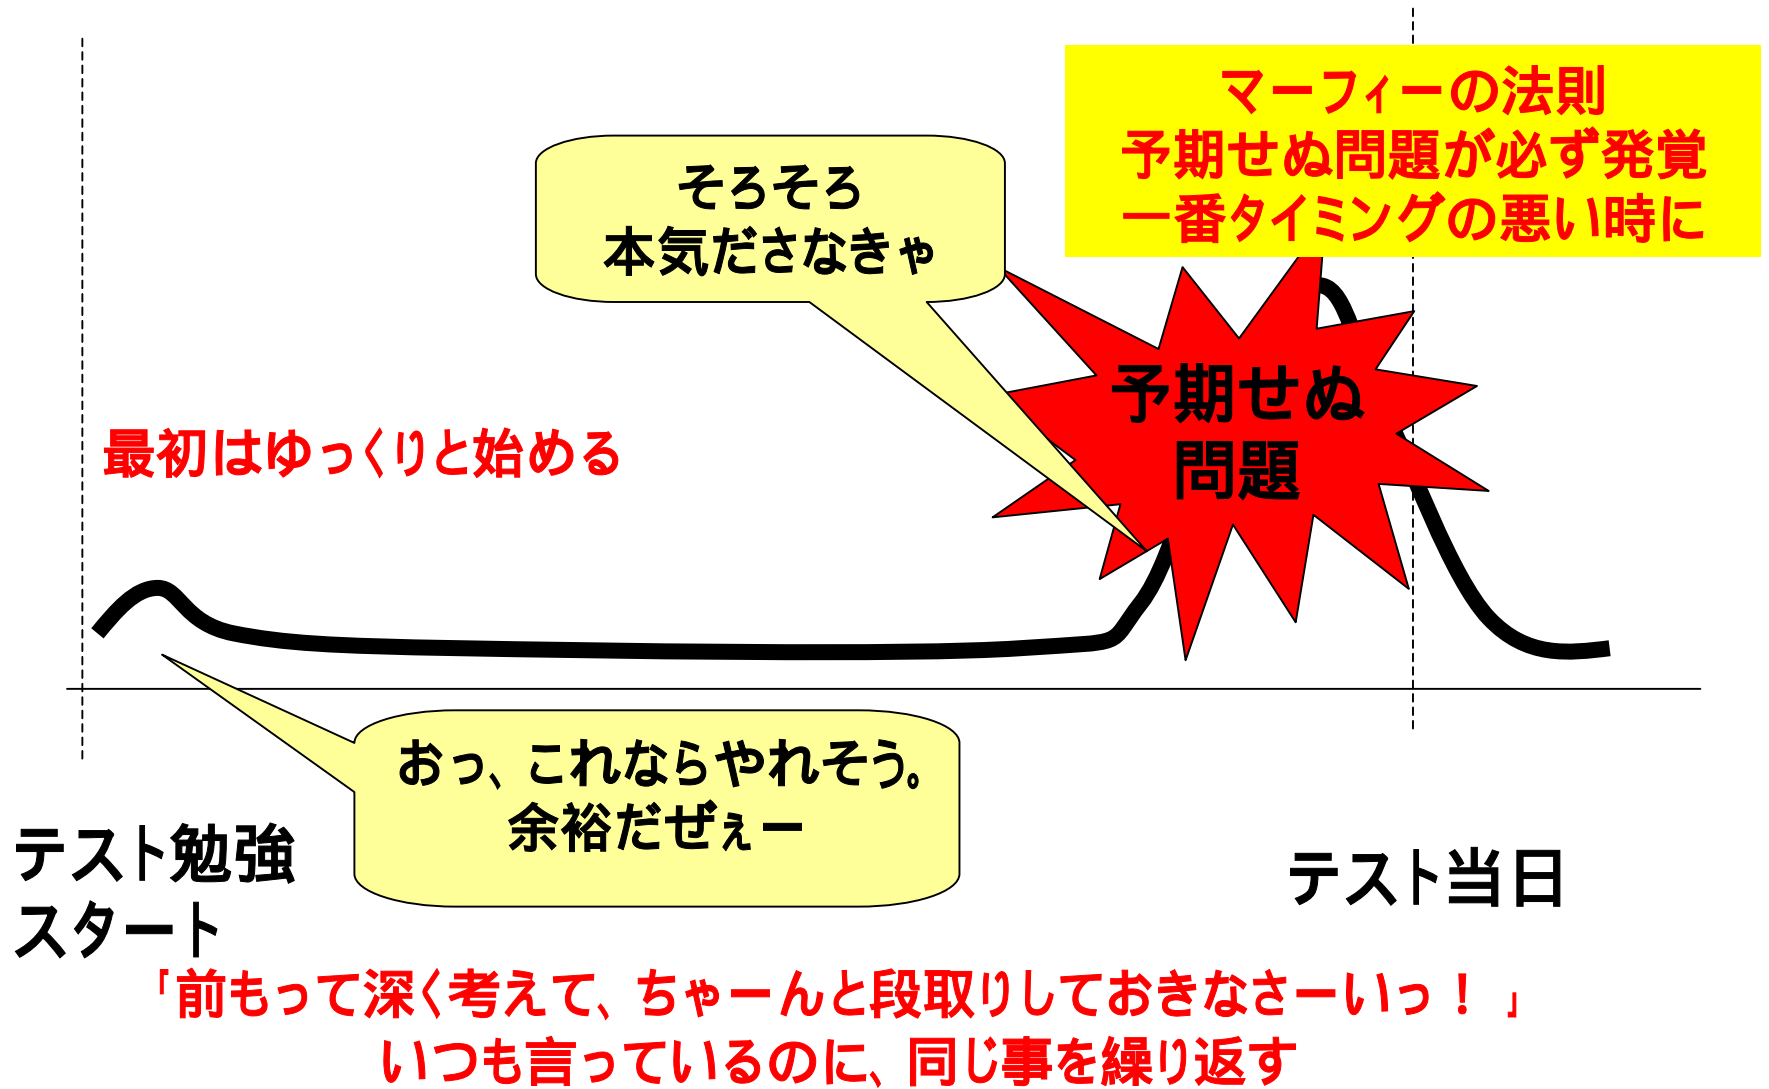 マーフィーの法則
予期せぬ問題が必ず発覚
一番タイミングの悪い時に
そろそろ
本気ださなきゃ
予期せぬ
問題
最初はゆっくりと始める
おっ、これならやれそう。
余裕だぜぇー
テスト勉強
スタート
テスト当日
「前もって深く考えて、ちゃーんと段取りしておきなさーいっ！」
いつも言っているのに、同じ事を繰り返す